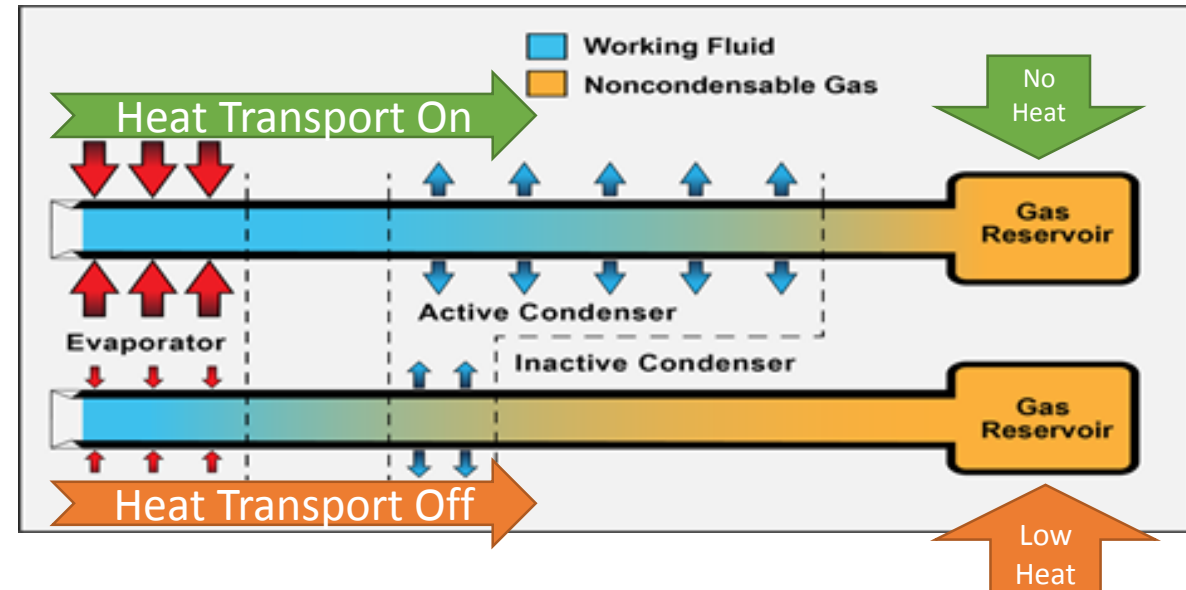 Working Fluid
Noncondensable Gas
No
Heat
Heat Transport On
Gas
Reservoir
Active Condenser
Evaporator
Inactive Condenser
Gas
Reservoir
Heat Transport Off
Low
Heat